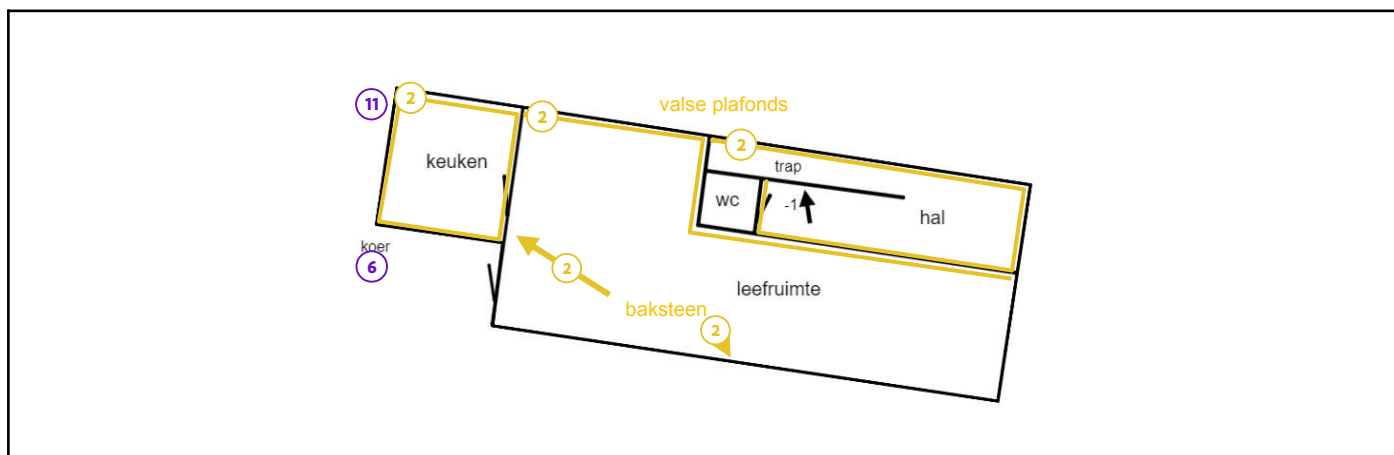 11
2
2
valse plafonds
2
keuken
trap
wc
-1
hal
koer
6
2
leefruimte
baksteen
2